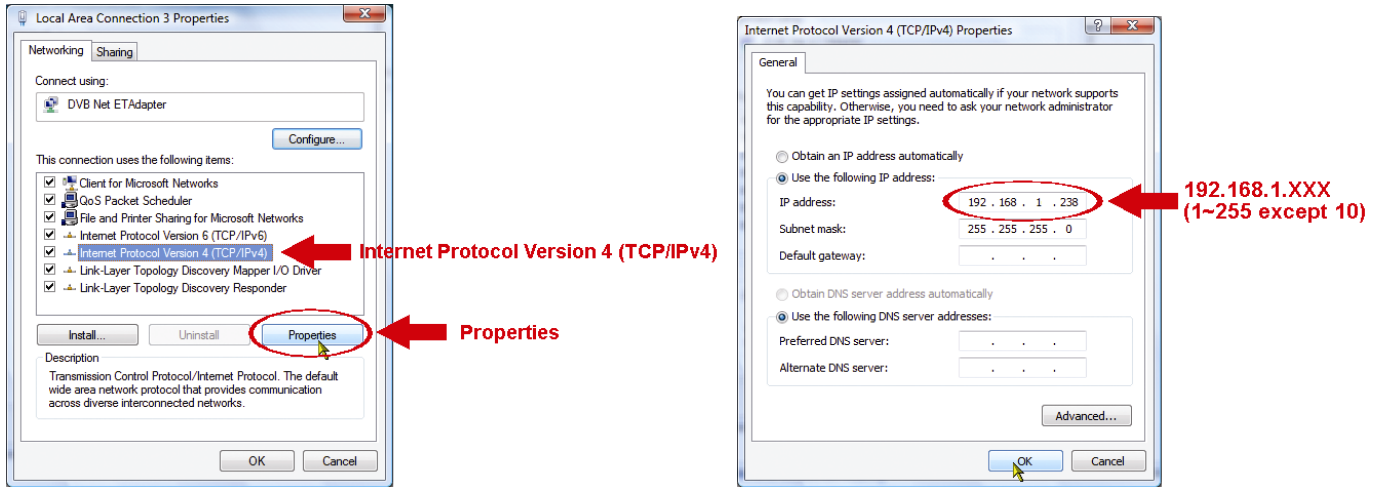 Local Area Connection 3 Properties
Networking
Sharing
Connect using:
DVB Net ETAdapter
Configure...
This connection uses the following items:
Client for Microsoft Networks
QoS Packet Scheduler
File and Printer Sharing for Microsoft Networks
Internet Protocol Version 6 (TCP/IPv6)
Internet Protocol Version 4 (TCP/IPv4)
Link-Layer Topology Discovery Mapper I/O Driver
Link-Layer Topology Discovery Responder
Install...
Uninstall
Properties
Description
Transmission Control Protocol/Internet Protocol. The default
wide area network protocol that provides communication
across diverse interconnected networks.
OK
Cancel
Internet Protocol Version 4 (TCP/IPv4)
Properties
Internet Protocol Version 4 (TCP/IPv4) Properties
General
You can get IP settings assigned automatically if your network supports
this capability. Otherwise, you need to ask your network administrator
for the appropriate IP settings.
Obtain an IP address automatically
Use the following IP address:
IP address: 192 . 168 . 1 . 238
Subnet mask: 255 . 255 . 255 . 0
Default gateway: . . .
Obtain DNS server address automatically
Use the following DNS server addresses:
Preferred DNS server: . . .
Alternate DNS server: . . .
Advanced...
OK
Cancel
192.168.1.XXX
(1~255 except 10)